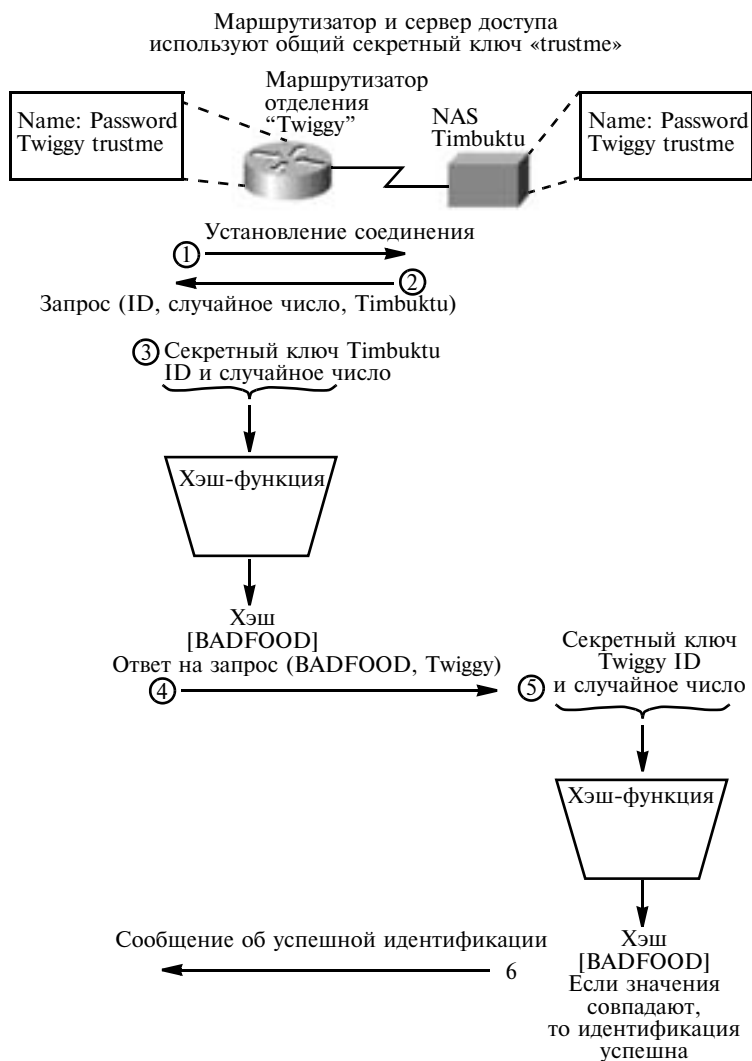 Маршрутизатор и сервер доступа
используют общий секретный ключ «trustme»
Маршрутизатор
отделения
“Twiggy”
NAS
Timbuktu
Name: Password
Twiggy trustme
Name: Password
Twiggy trustme
Установление соединения
1
2
Запрос (ID, случайное число, Timbuktu)
3 Секретный ключ Timbuktu
ID и случайное число
Хэш-функция
Хэш
[BADFOOD]
Ответ на запрос (BADFOOD, Twiggy)
4
Секретный ключ
Twiggy ID
5 и случайное число
Хэш-функция
Сообщение об успешной идентификации
6
Хэш
[BADFOOD]
Если значения
совпадают,
то идентификация
успешна